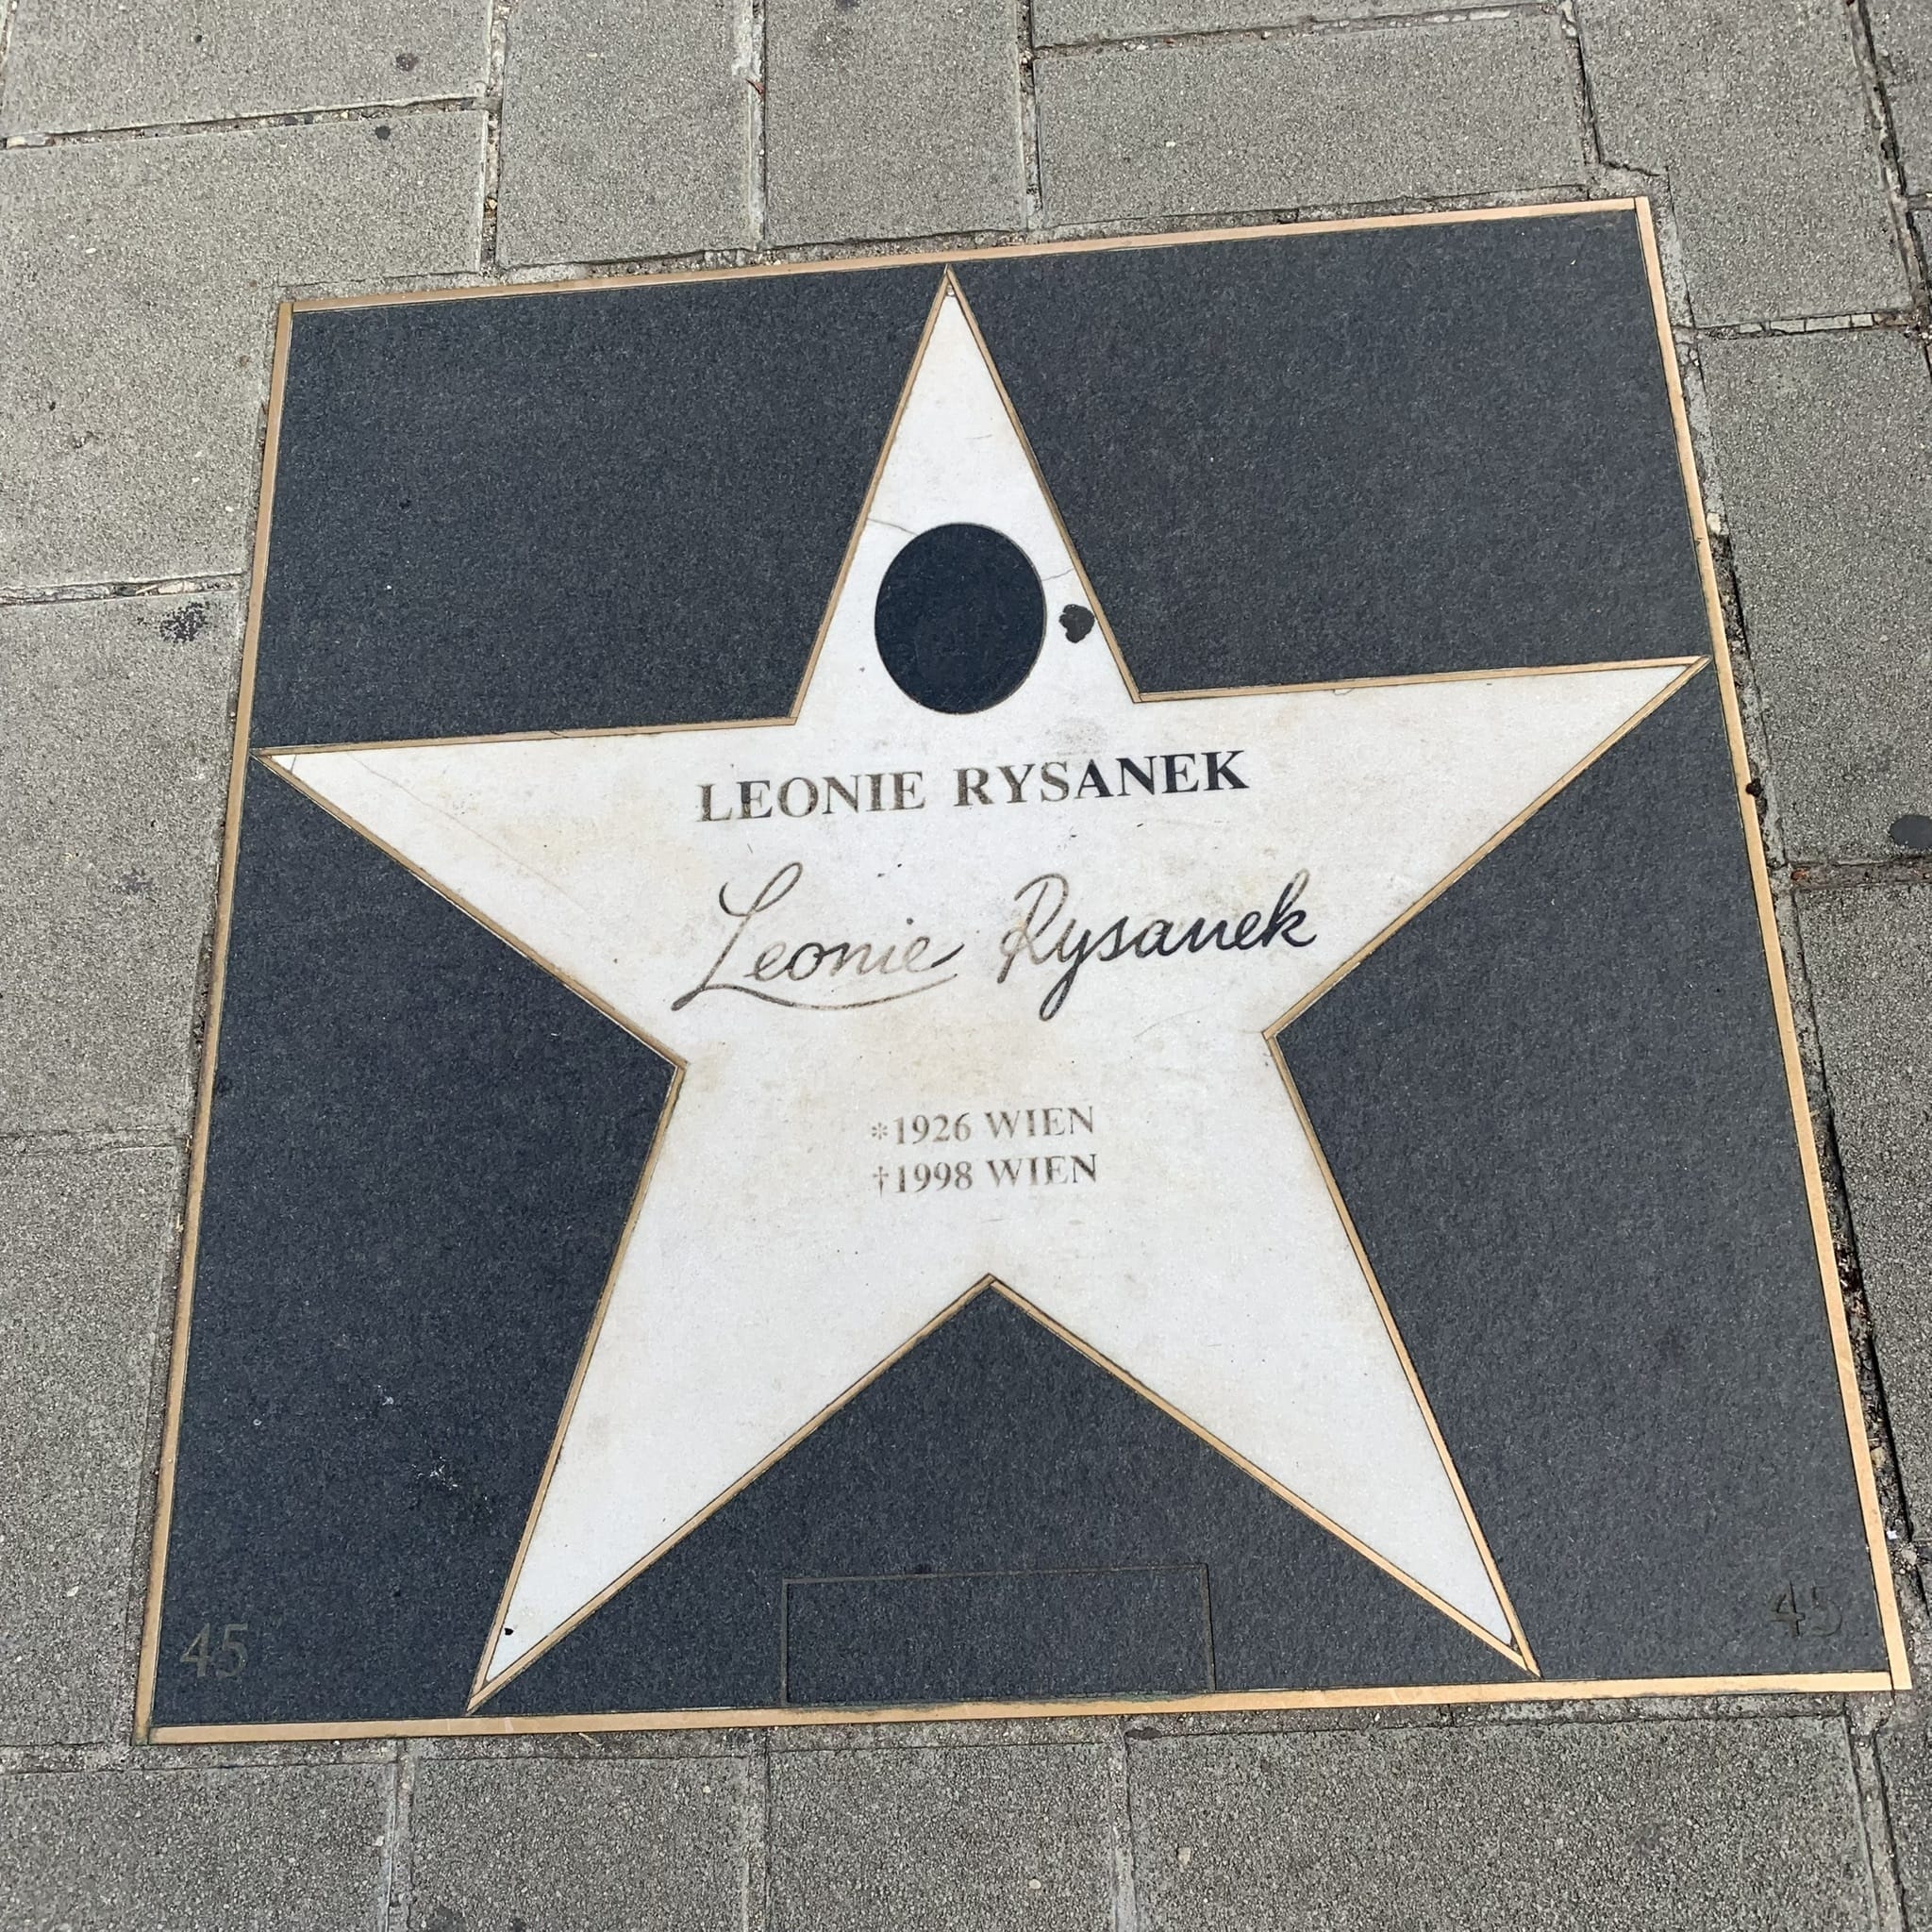 LEONIE RYSANEK
Leonie Rysanek
*1926 WIEN
†1998 WIEN
45
45